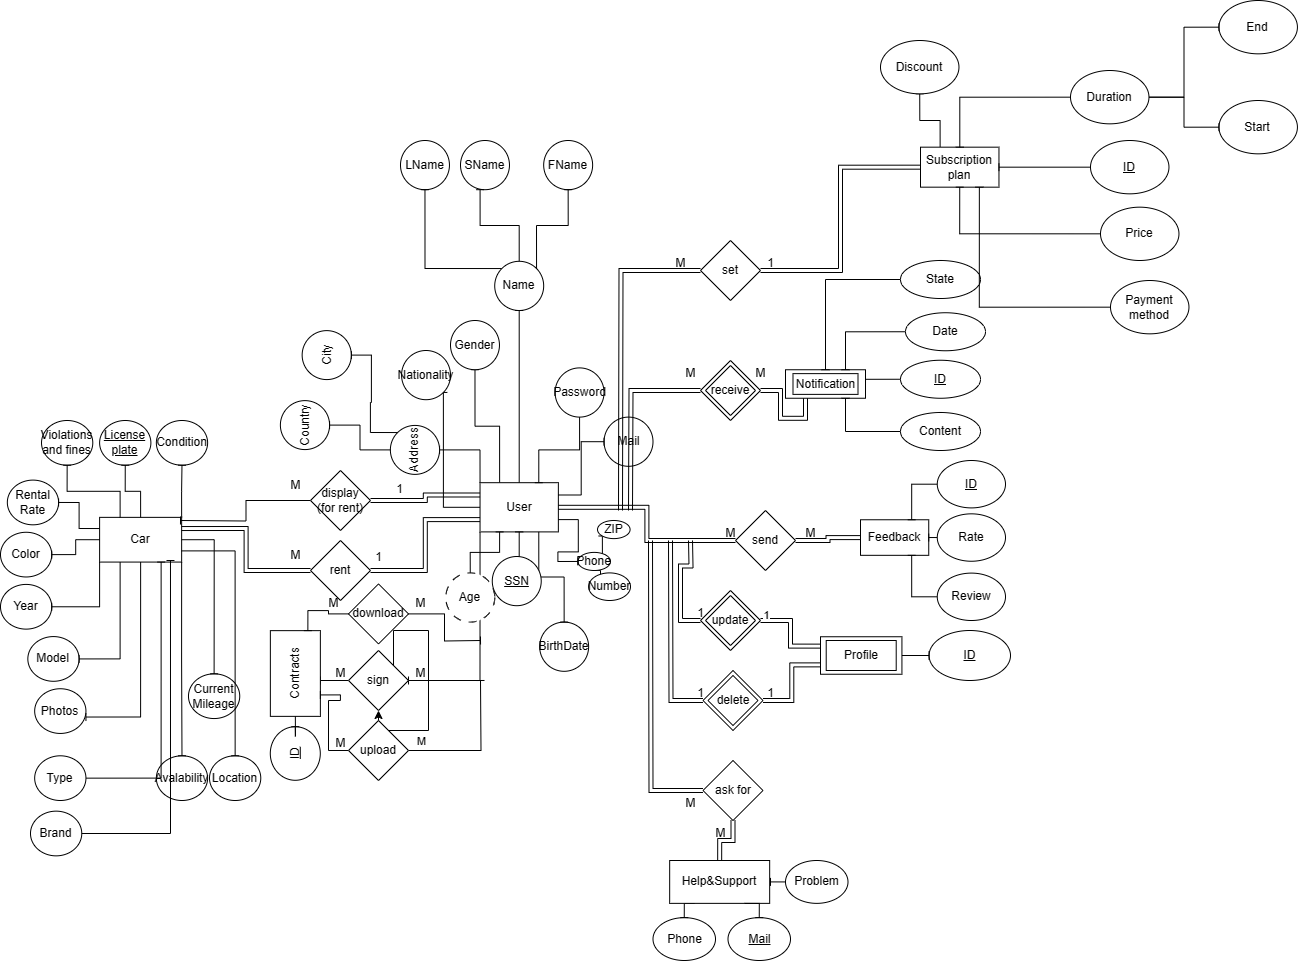 End
Discount
Duration
Start
LName
SName
FName
Subscription
plan
ID
Price
Name
M
set
1
State
Payment
method
Date
Gender
City
Nationality
M
receive
M
Notification
ID
Password
Content
Country
Address
Violations
and fines
License
plate
Condition
Mail
ID
Rental
Rate
M
display
(for rent)
1
User
ZIP
Car
M
send
M
Feedback
Rate
Color
M
rent
1
Phone
SSN
Number
Age
Review
Year
M
download
M
1
update
1
BirthDate
Profile
ID
Model
Contracts
M
sign
M
Current
Mileage
1
delete
1
Photos
M
upload
M
ID
Type
Avalability
Location
ask for
M
Brand
M
Help&Support
Problem
Phone
Mail